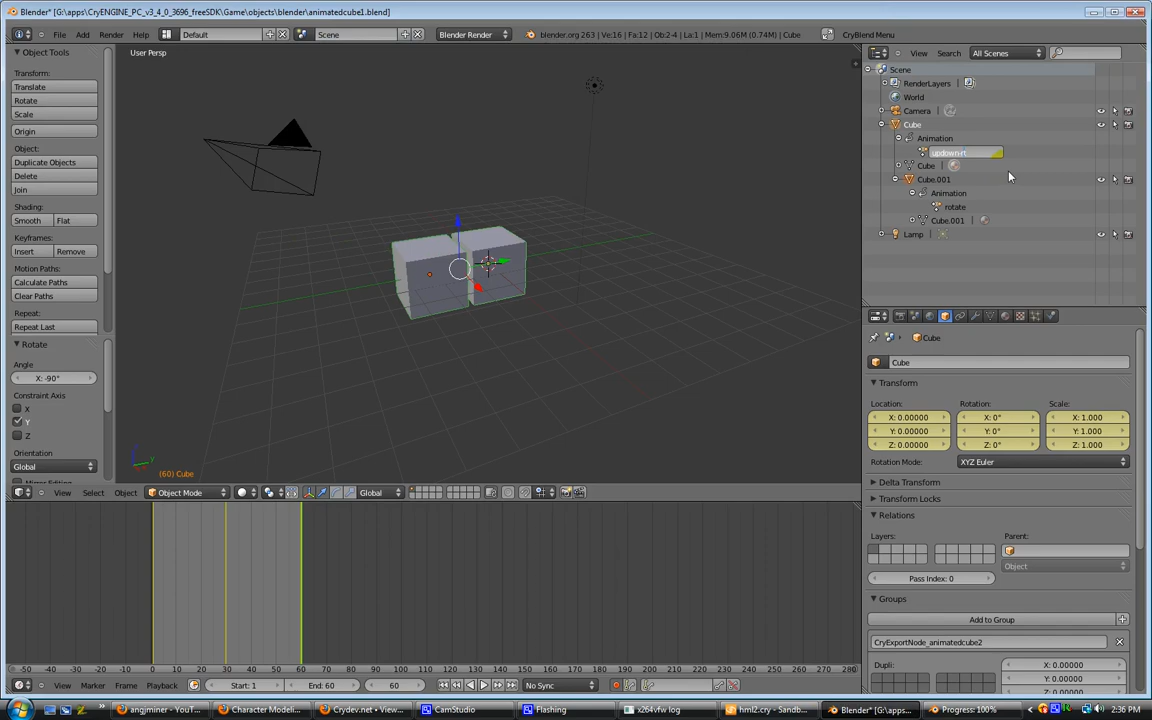 Blender* [G:\apps\CryENGINE_PC_v3_4_0_3696_freeSDK\Game\objects\blender\animatedcube1.blend]
File Add Render Help Default Scene Blender Render blender.org 263 | Ve:16 | Fa:12 | Ob:2-4 | La:1 | Mem:9.06M (0.74M) | Cube CryBlend Menu
Object Tools
Transform:
Translate
Rotate
Scale
Origin
Object:
Duplicate Objects
Delete
Join
Shading:
Smooth Flat
Keyframes:
Insert Remove
Motion Paths:
Calculate Paths
Clear Paths
Repeat:
Repeat Last
Rotate
Angle
X: -90°
Constraint Axis
X
Y
Z
Orientation
Global
User Persp
(60) Cube
View Select Object Object Mode Global
-50 -40 -30 -20 -10 0 10 20 30 40 50 60 70 80 90 100 110 120 130 140 150 160 170 180 190 200 210 220 230 240 250 260 270 280
View Marker Frame Playback Start: 1 End: 60 60 No Sync
View Search All Scenes
Scene
RenderLayers
World
Camera
Cube
Animation
Cube
Cube.001
Animation
rotate
Cube.001
Lamp
Cube
Cube
Transform
Location: Rotation: Scale:
X: 0.00000 X: 0° X: 1.000
Y: 0.00000 Y: 0° Y: 1.000
Z: 0.00000 Z: 0° Z: 1.000
Rotation Mode: XYZ Euler
Delta Transform
Transform Locks
Relations
Layers: Parent:
Object
Pass Index: 0
Groups
Add to Group
CryExportNode_animatedcube2
Dupli: X: 0.00000
Y: 0.00000
Z: 0.00000
angjminer - YouT... Character Modeli... Crydev.net • View... CamStudio Flashing x264vfw log hml2.cry - Sandb... Blender* [G:\apps... Progress: 100% 2:36 PM